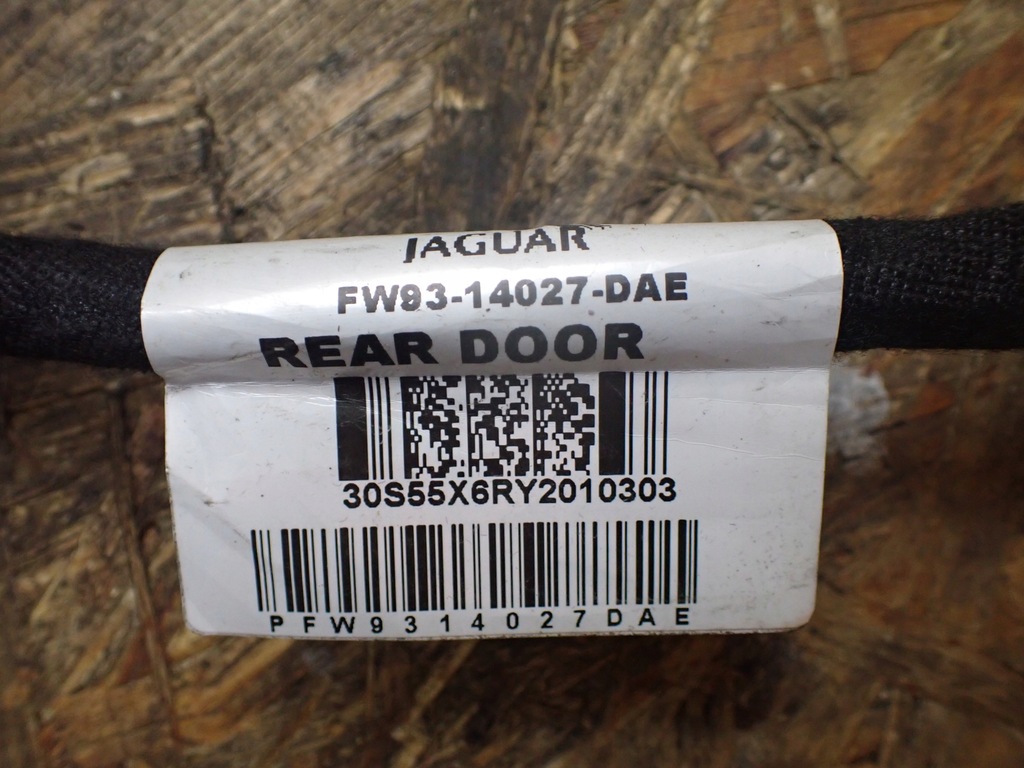 JAGUAR
FW93-14027-DAE
REAR DOOR
30S55X6RY2010303
PFW9314027DAE